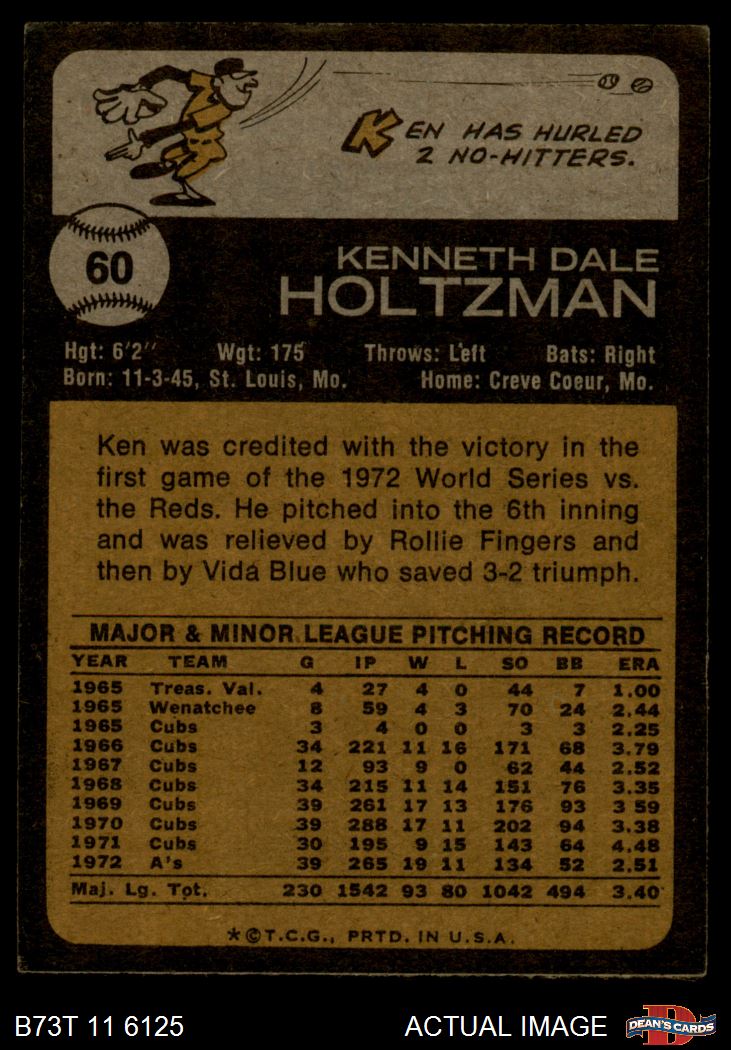 KEN HAS HURLED
2 NO-HITTERS.
60
KENNETH DALE
HOLTZMAN
Hgt: 6'2" Wgt: 175 Throws: Left Bats: Right
Born: 11-3-45, St. Louis, Mo. Home: Creve Coeur, Mo.
Ken was credited with the victory in the
first game of the 1972 World Series vs.
the Reds. He pitched into the 6th inning
and was relieved by Rollie Fingers and
then by Vida Blue who saved 3-2 triumph.
MAJOR & MINOR LEAGUE PITCHING RECORD
YEAR TEAM G IP W L SO BB ERA
1965 Treas. Val. 4 27 4 0 44 7 1.00
1965 Wenatchee 8 59 4 3 70 24 2.44
1965 Cubs 3 4 0 0 3 3 2.25
1966 Cubs 34 221 11 16 171 68 3.79
1967 Cubs 12 93 9 0 62 44 2.52
1968 Cubs 34 215 11 14 151 76 3.35
1969 Cubs 39 261 17 13 176 93 3 59
1970 Cubs 39 288 17 11 202 94 3.38
1971 Cubs 30 195 9 15 143 64 4.48
1972 A's 39 265 19 11 134 52 2.51
Maj. Lg. Tot. 230 1542 93 80 1042 494 3.40
*©T.C.G., PRTD. IN U.S.A.
B73T 11 6125 ACTUAL IMAGE D DEAN'S CARDS